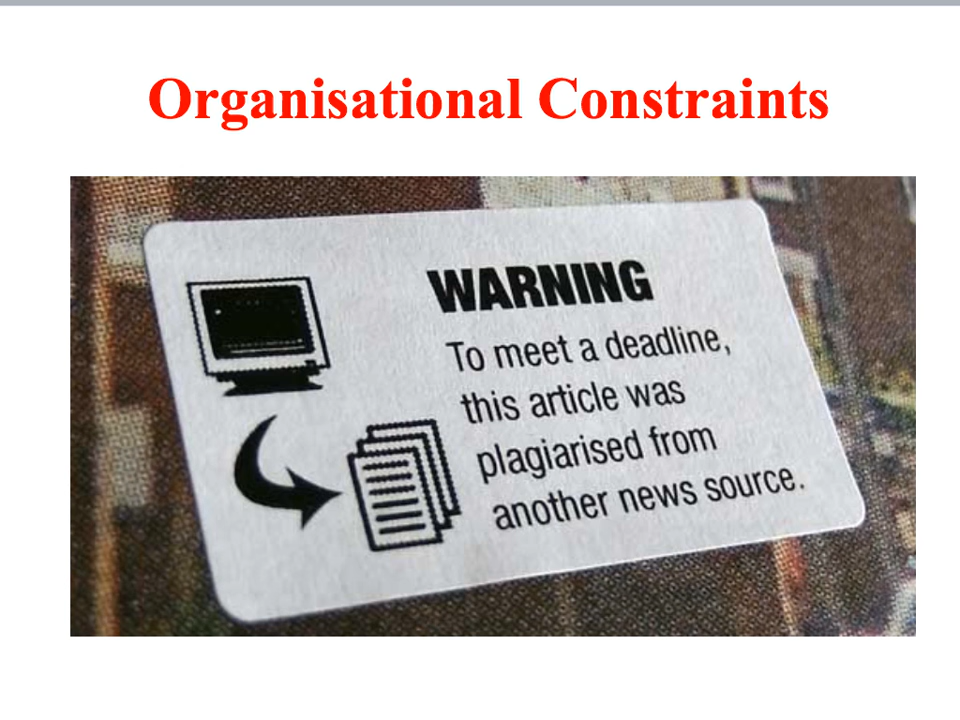 Organisational Constraints
WARNING
To meet a deadline,
this article was
plagiarised from
another news source.